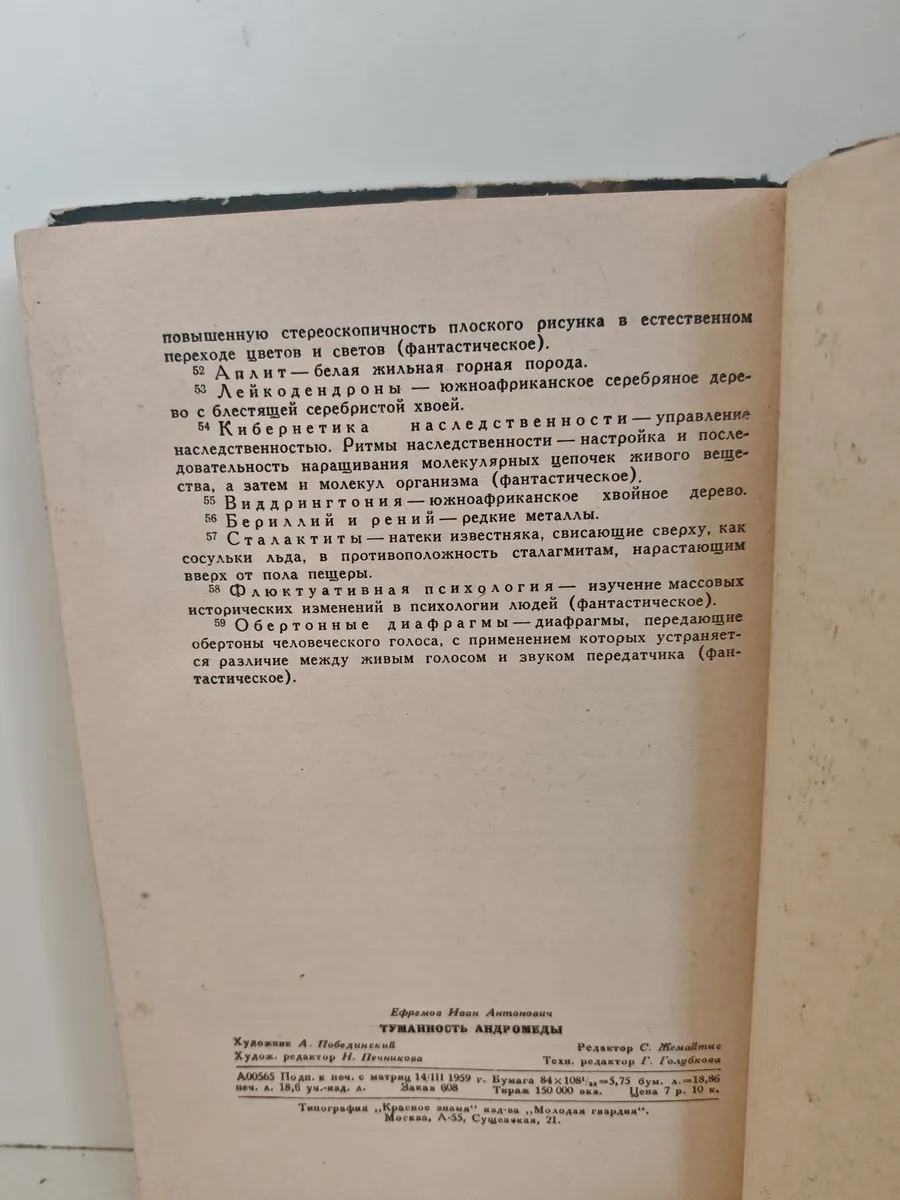 повышенную стереоскопичность плоского рисунка в естественном
переходе цветов и светов (фантастическое).
52 Аплит — белая жильная горная порода.
53 Лейкодендроны — южноафриканское серебряное дере-
во с блестящей серебристой хвоей.
54 Кибернетика наследственности — управление
наследственностью. Ритмы наследственности — настройка и после-
довательность наращивания молекулярных цепочек живого веще-
ства, а затем и молекул организма (фантастическое).
55 Виддрингтония — южноафриканское хвойное дерево.
56 Бериллий и рений — редкие металлы.
57 Сталактиты — натеки известняка, свисающие сверху, как
сосульки льда, в противоположность сталагмитам, нарастающим
вверх от пола пещеры.
58 Флюктуативная психология — изучение массовых
исторических изменений в психологии людей (фантастическое).
59 Обертонные диафрагмы — диафрагмы, передающие
обертоны человеческого голоса, с применением которых устраняет-
ся различие между живым голосом и звуком передатчика (фан-
тастическое).
Ефремов Иван Антонович
ТУМАННОСТЬ АНДРОМЕДЫ
Художник А. Побединский Редактор С. Жемайтис
Худож. редактор Н. Печникова Техн. редактор Г. Голубкова
А00565 Подп. к печ. с матриц 14/III 1959 г. Бумага 84×108¹/₃₂=5,75 бум. л.=18,86
печ. л. 18,6 уч.-изд. л. Заказ 608 Тираж 150 000 экз. Цена 7 р. 10 к.
Типография „Красное знамя" изд-ва „Молодая гвардия".
Москва, А-55, Сущевская, 21.